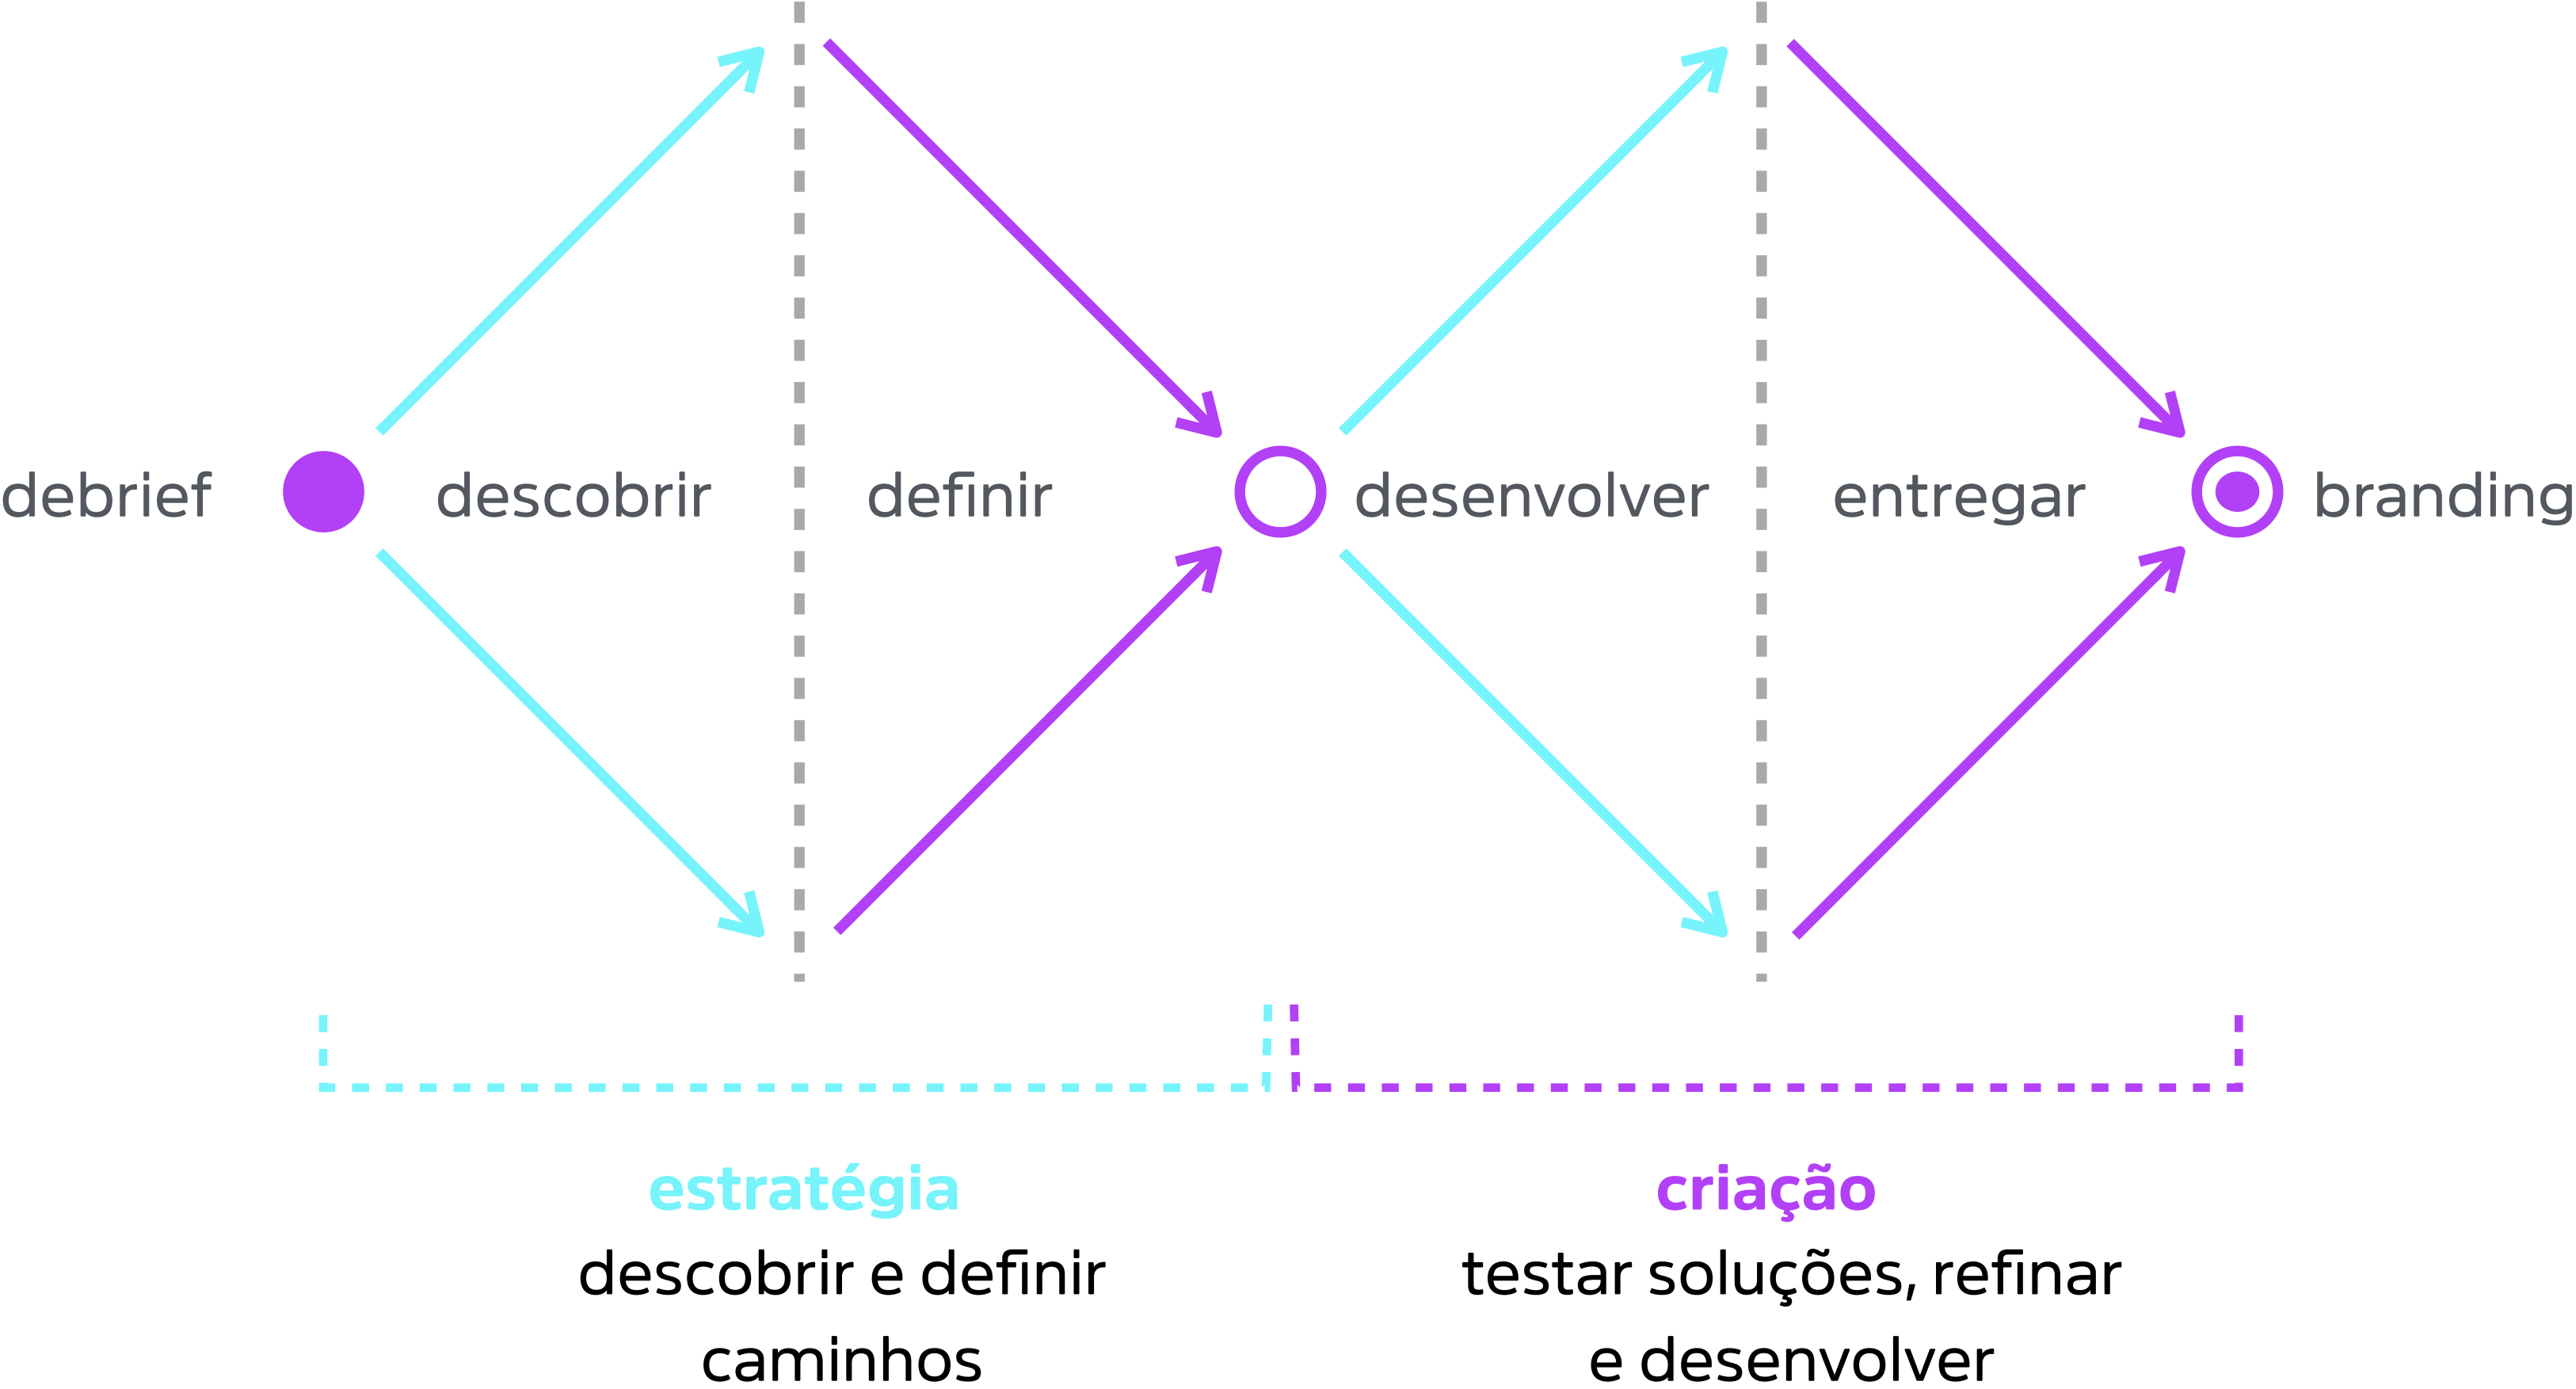 debrief
descobrir
definir
desenvolver
entregar
branding
estratégia
descobrir e definir
caminhos
criação
testar soluções, refinar
e desenvolver